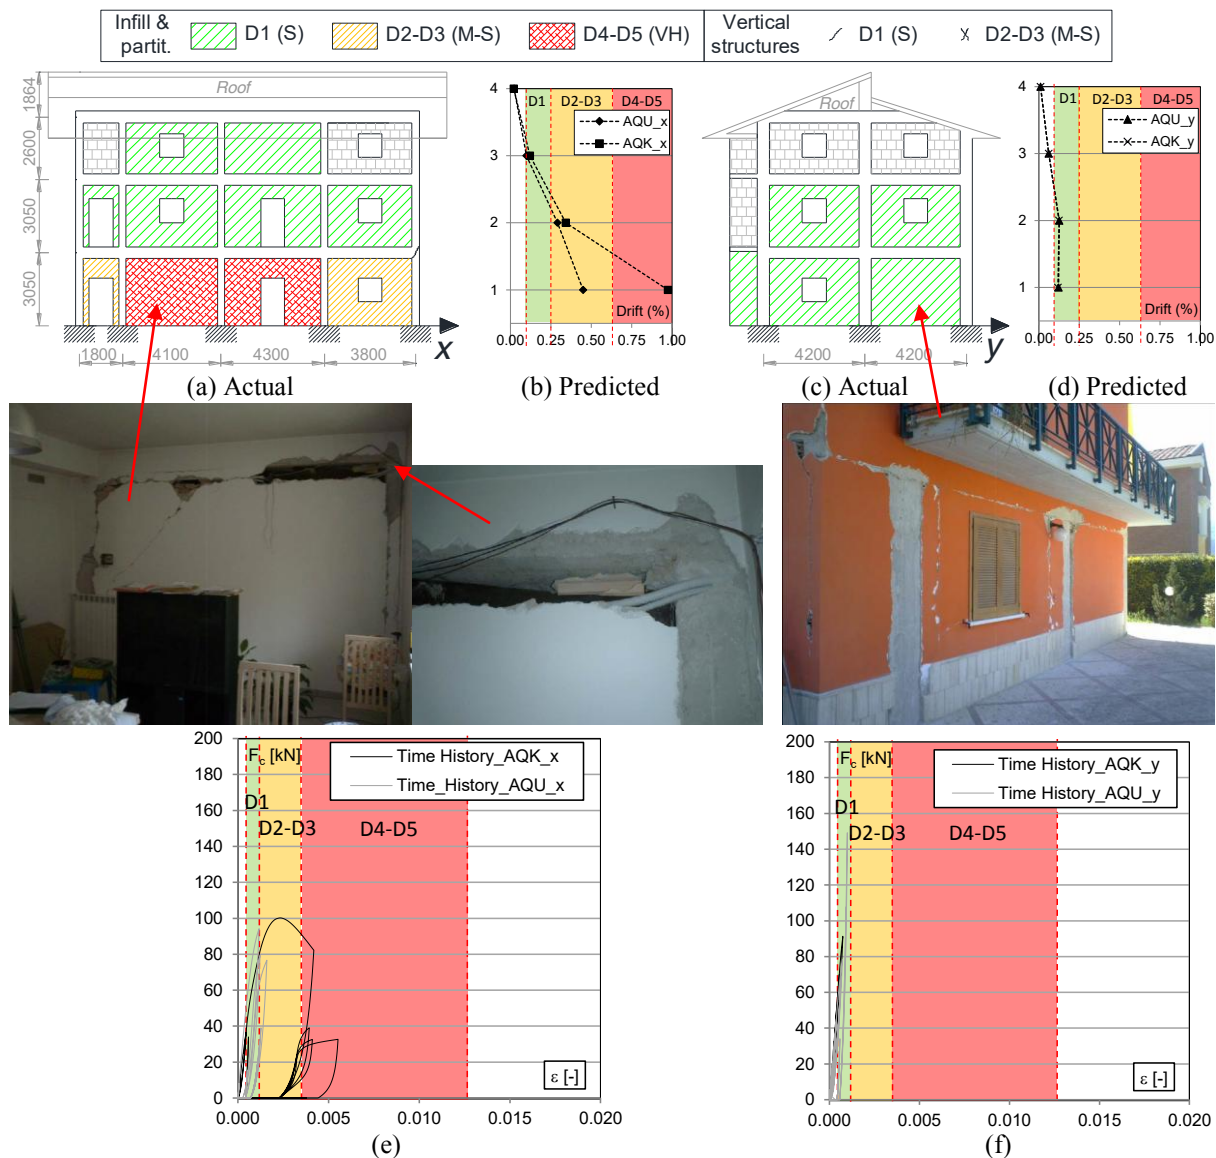 Infill & partit. D1 (S) D2-D3 (M-S) D4-D5 (VH) Vertical structures D1 (S) D2-D3 (M-S)
Roof
1864
2600
3050
3050
1800 4100 4300 3800
x
4
3
2
1
D1 D2-D3 D4-D5
AQU_x
AQK_x
Drift (%)
0.00 0.25 0.50 0.75 1.00
Roof
4200 4200
y
4
3
2
1
D1 D2-D3 D4-D5
AQU_y
AQK_y
Drift (%)
0.00 0.25 0.50 0.75 1.00
(a) Actual (b) Predicted (c) Actual (d) Predicted
200
180
160
140
120
100
80
60
40
20
0
Fc [kN]
Time History_AQK_x
Time_History_AQU_x
D1
D2-D3 D4-D5
ε [-]
0.000 0.005 0.010 0.015 0.020
(e)
200
180
160
140
120
100
80
60
40
20
0
Fc [kN]
Time History_AQK_y
Time History_AQU_y
D1
D2-D3 D4-D5
ε [-]
0.000 0.005 0.010 0.015 0.020
(f)